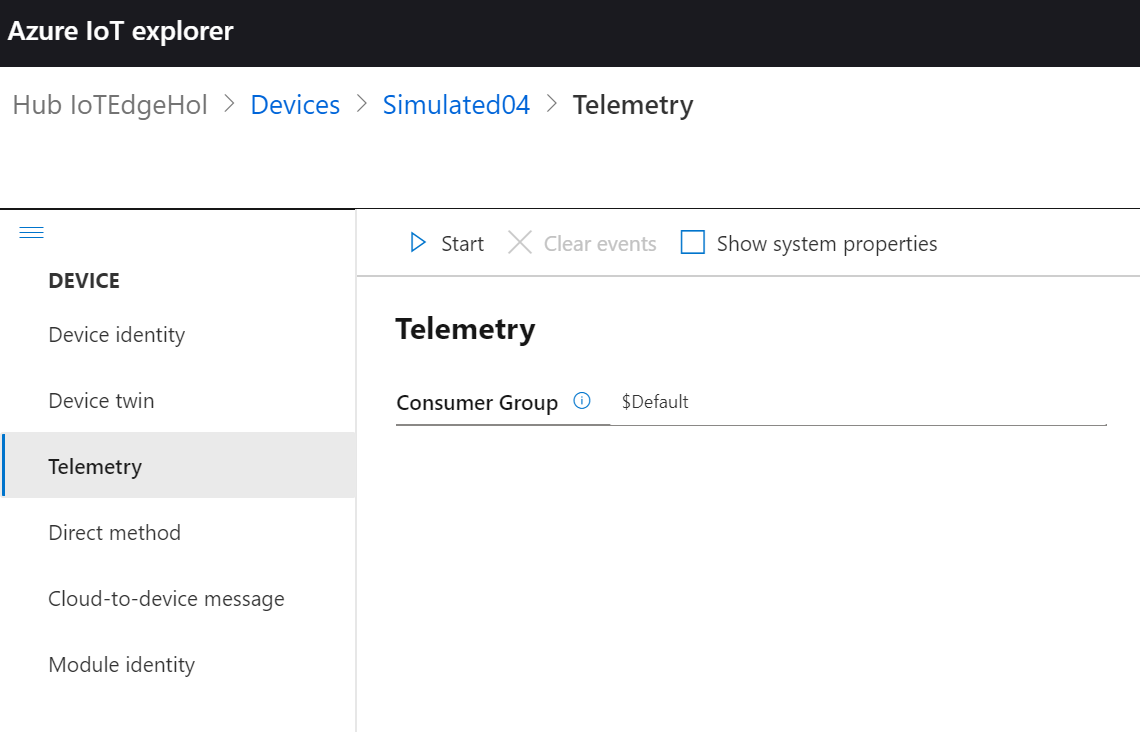 Azure IoT explorer
Hub IoTEdgeHol > Devices > Simulated04 > Telemetry
Start Clear events Show system properties
DEVICE
Device identity
Device twin
Telemetry
Direct method
Cloud-to-device message
Module identity
Telemetry
Consumer Group $Default